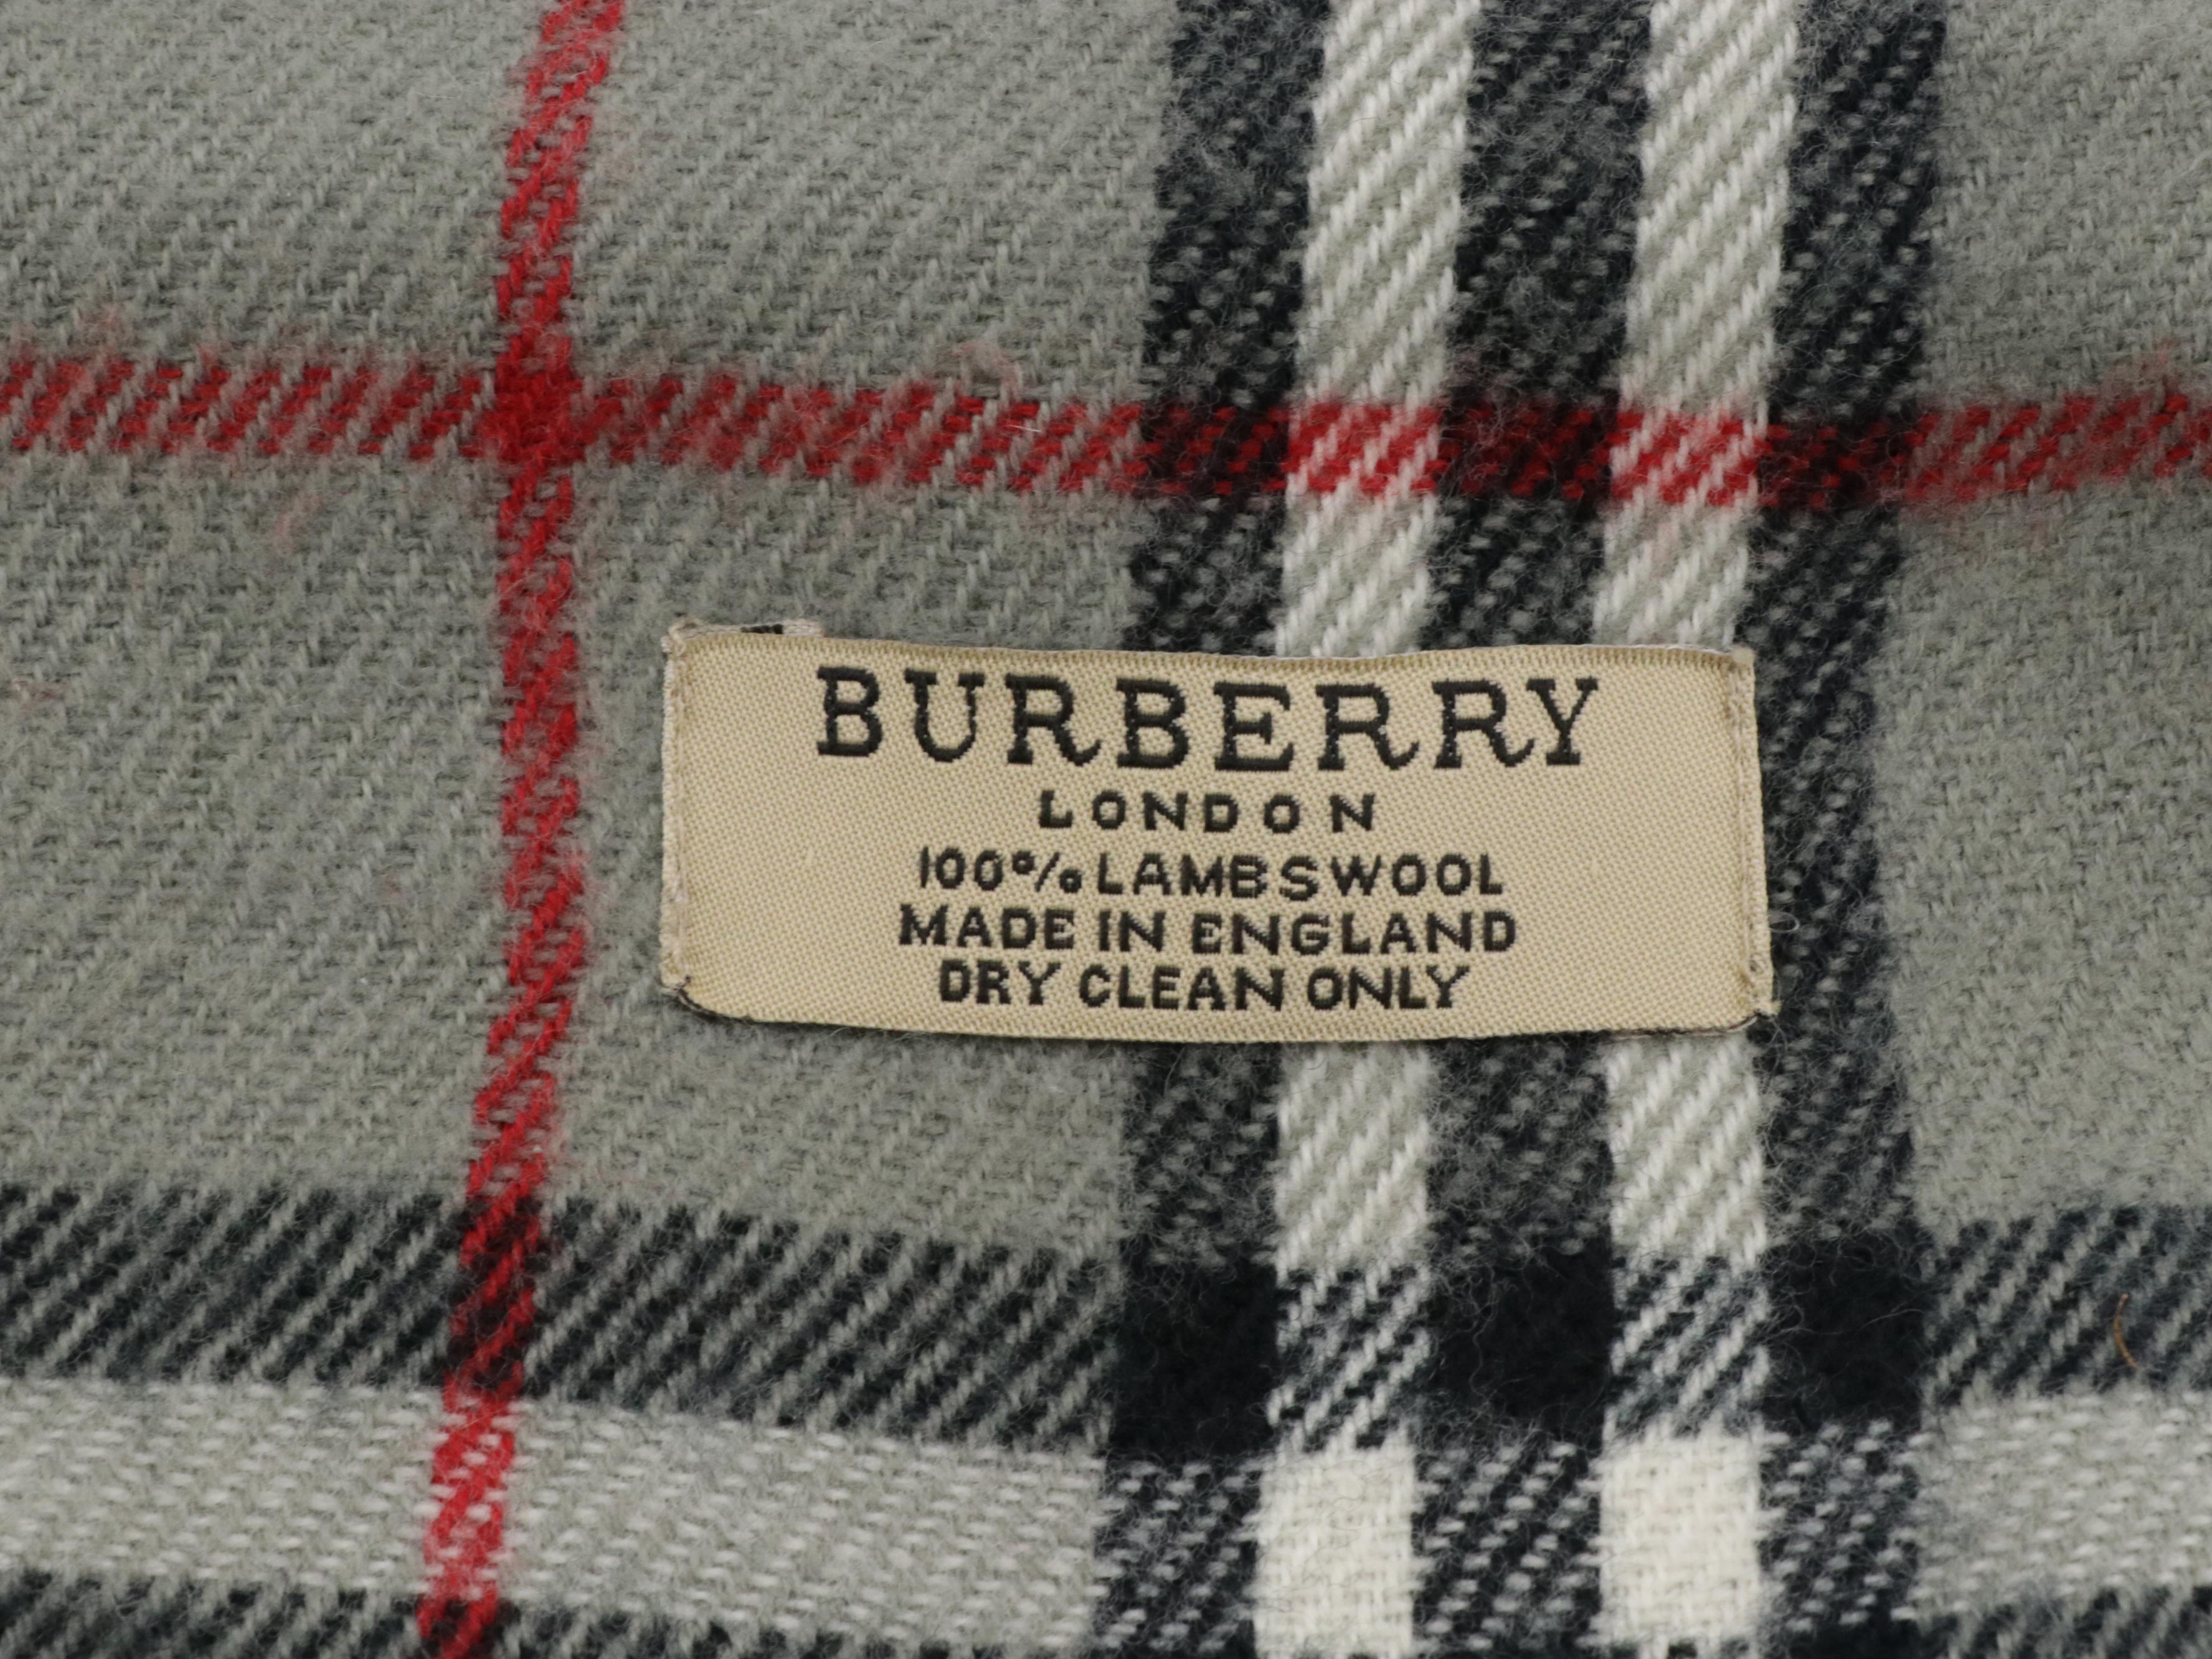 BURBERRY
LONDON
100% LAMBSWOOL
MADE IN ENGLAND
DRY CLEAN ONLY